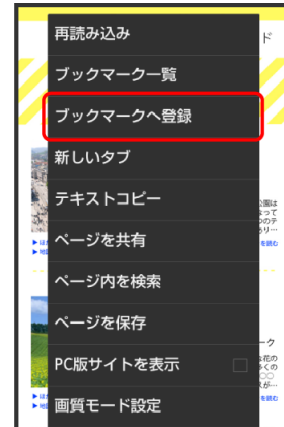 再読み込み
ド
ブックマーク一覧
ブックマークへ登録
新しいタブ
テキストコピー
ページを共有
ページ内を検索
ページを保存
PC版サイトを表示
画質モード設定